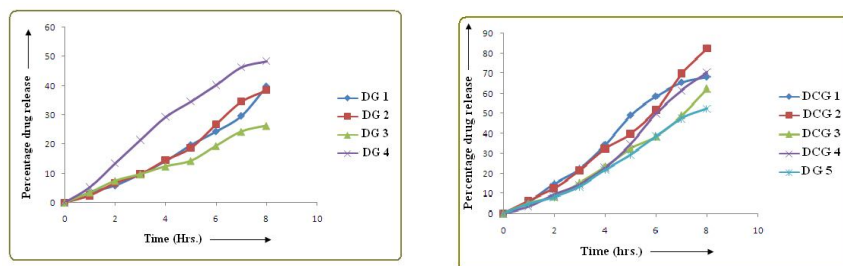 Percentage drug release
60
50
40
30
20
10
0
0 2 4 6 8 10
Time (Hrs.)
DG 1
DG 2
DG 3
DG 4
Percentage drug release
90
80
70
60
50
40
30
20
10
0
0 2 4 6 8 10
Time (hrs.)
DCG 1
DCG 2
DCG 3
DCG 4
DG 5